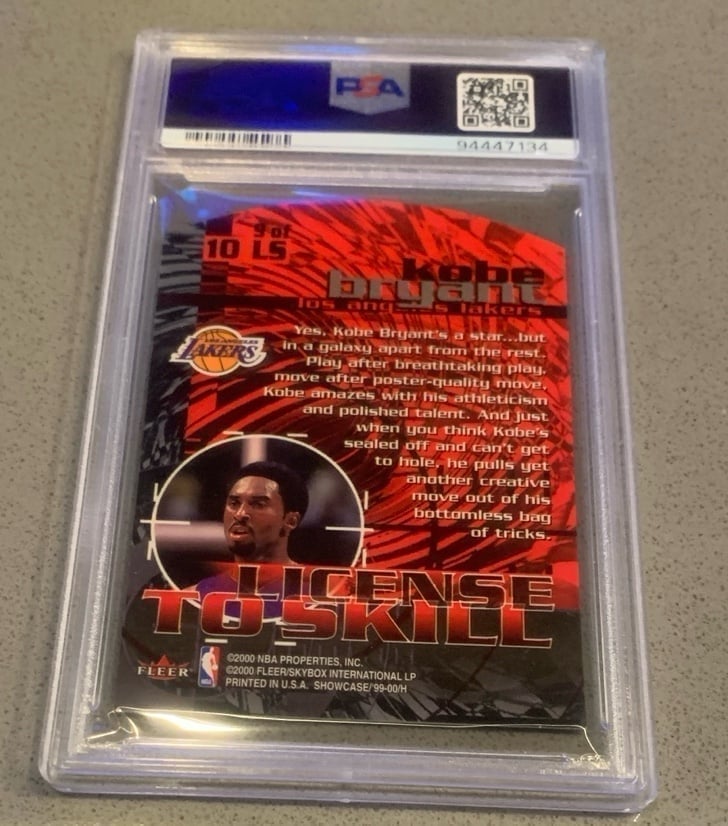 PSA
94447134
9 of
10 LS
kobe
bryant
los angeles lakers
LAKERS
Yes, Kobe Bryant's a star...but
in a galaxy apart from the rest.
Play after breathtaking play,
move after poster-quality move,
Kobe amazes with his athleticism
and polished talent. And just
when you think Kobe's
sealed off and can't get
to hole, he pulls yet
another creative
move out of his
bottomless bag
of tricks.
LICENSE
TO SKILL
FLEER
NBA
©2000 NBA PROPERTIES, INC.
©2000 FLEER/SKYBOX INTERNATIONAL LP
PRINTED IN U.S.A. SHOWCASE/99-00/H